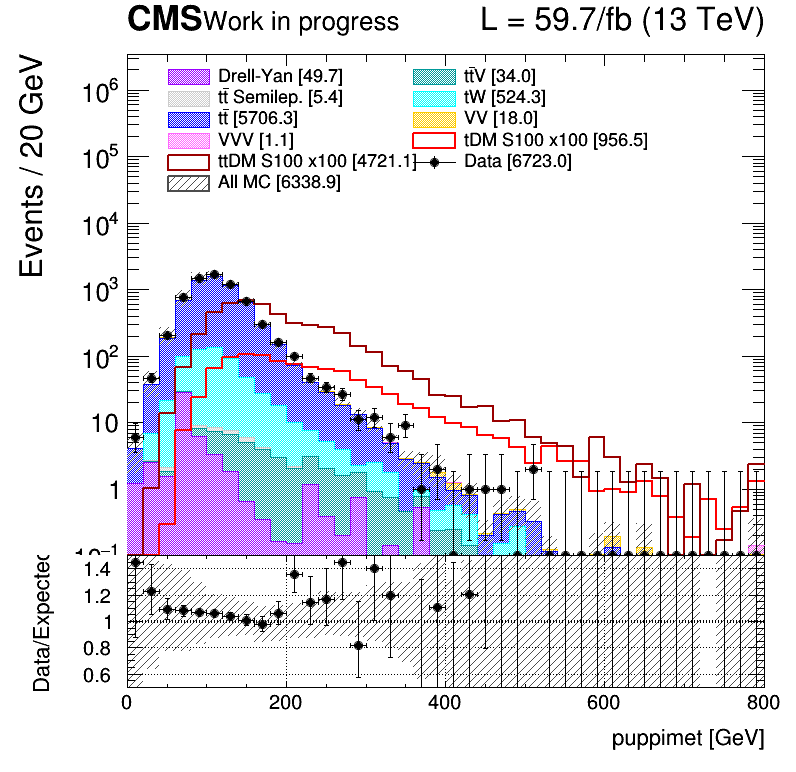 CMS Work in progress L = 59.7/fb (13 TeV)
Events / 20 GeV
Drell-Yan [49.7] tt̄V [34.0]
tt̄ Semilep. [5.4] tW [524.3]
tt̄ [5706.3] VV [18.0]
VVV [1.1] tDM S100 x100 [956.5]
ttDM S100 x100 [4721.1] Data [6723.0]
All MC [6338.9]
10⁶
10⁵
10⁴
10³
10²
10
1
10⁻¹
Data/Expected
1.4
1.2
1
0.8
0.6
0 200 400 600 800
puppimet [GeV]